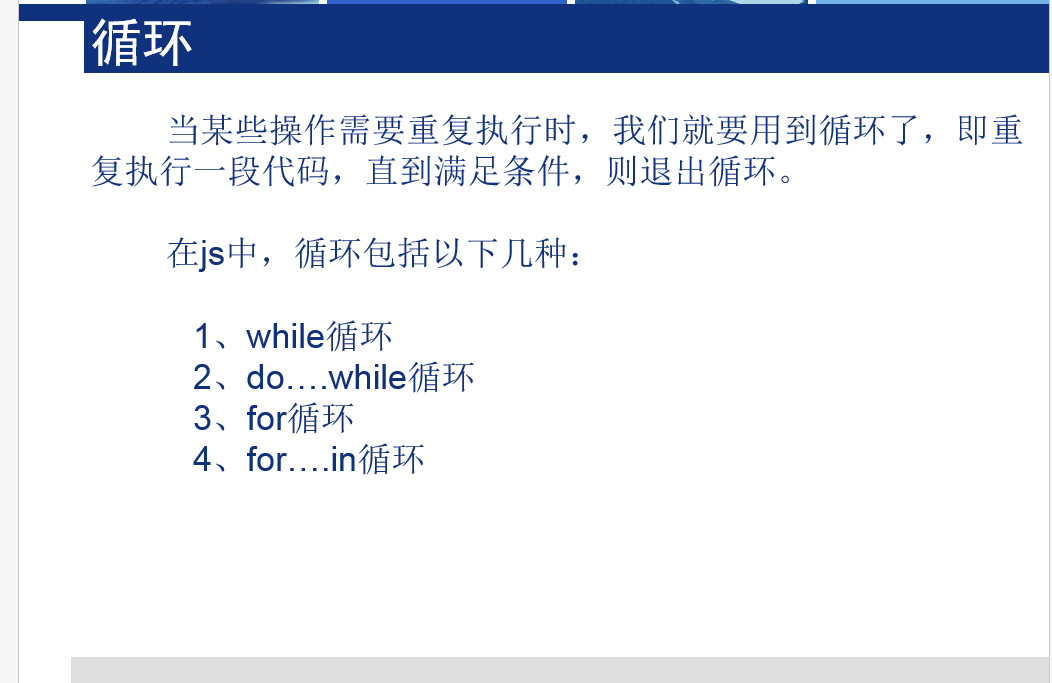 循环
当某些操作需要重复执行时，我们就要用到循环了，即重
复执行一段代码，直到满足条件，则退出循环。
在js中，循环包括以下几种：
1、while循环
2、do….while循环
3、for循环
4、for….in循环